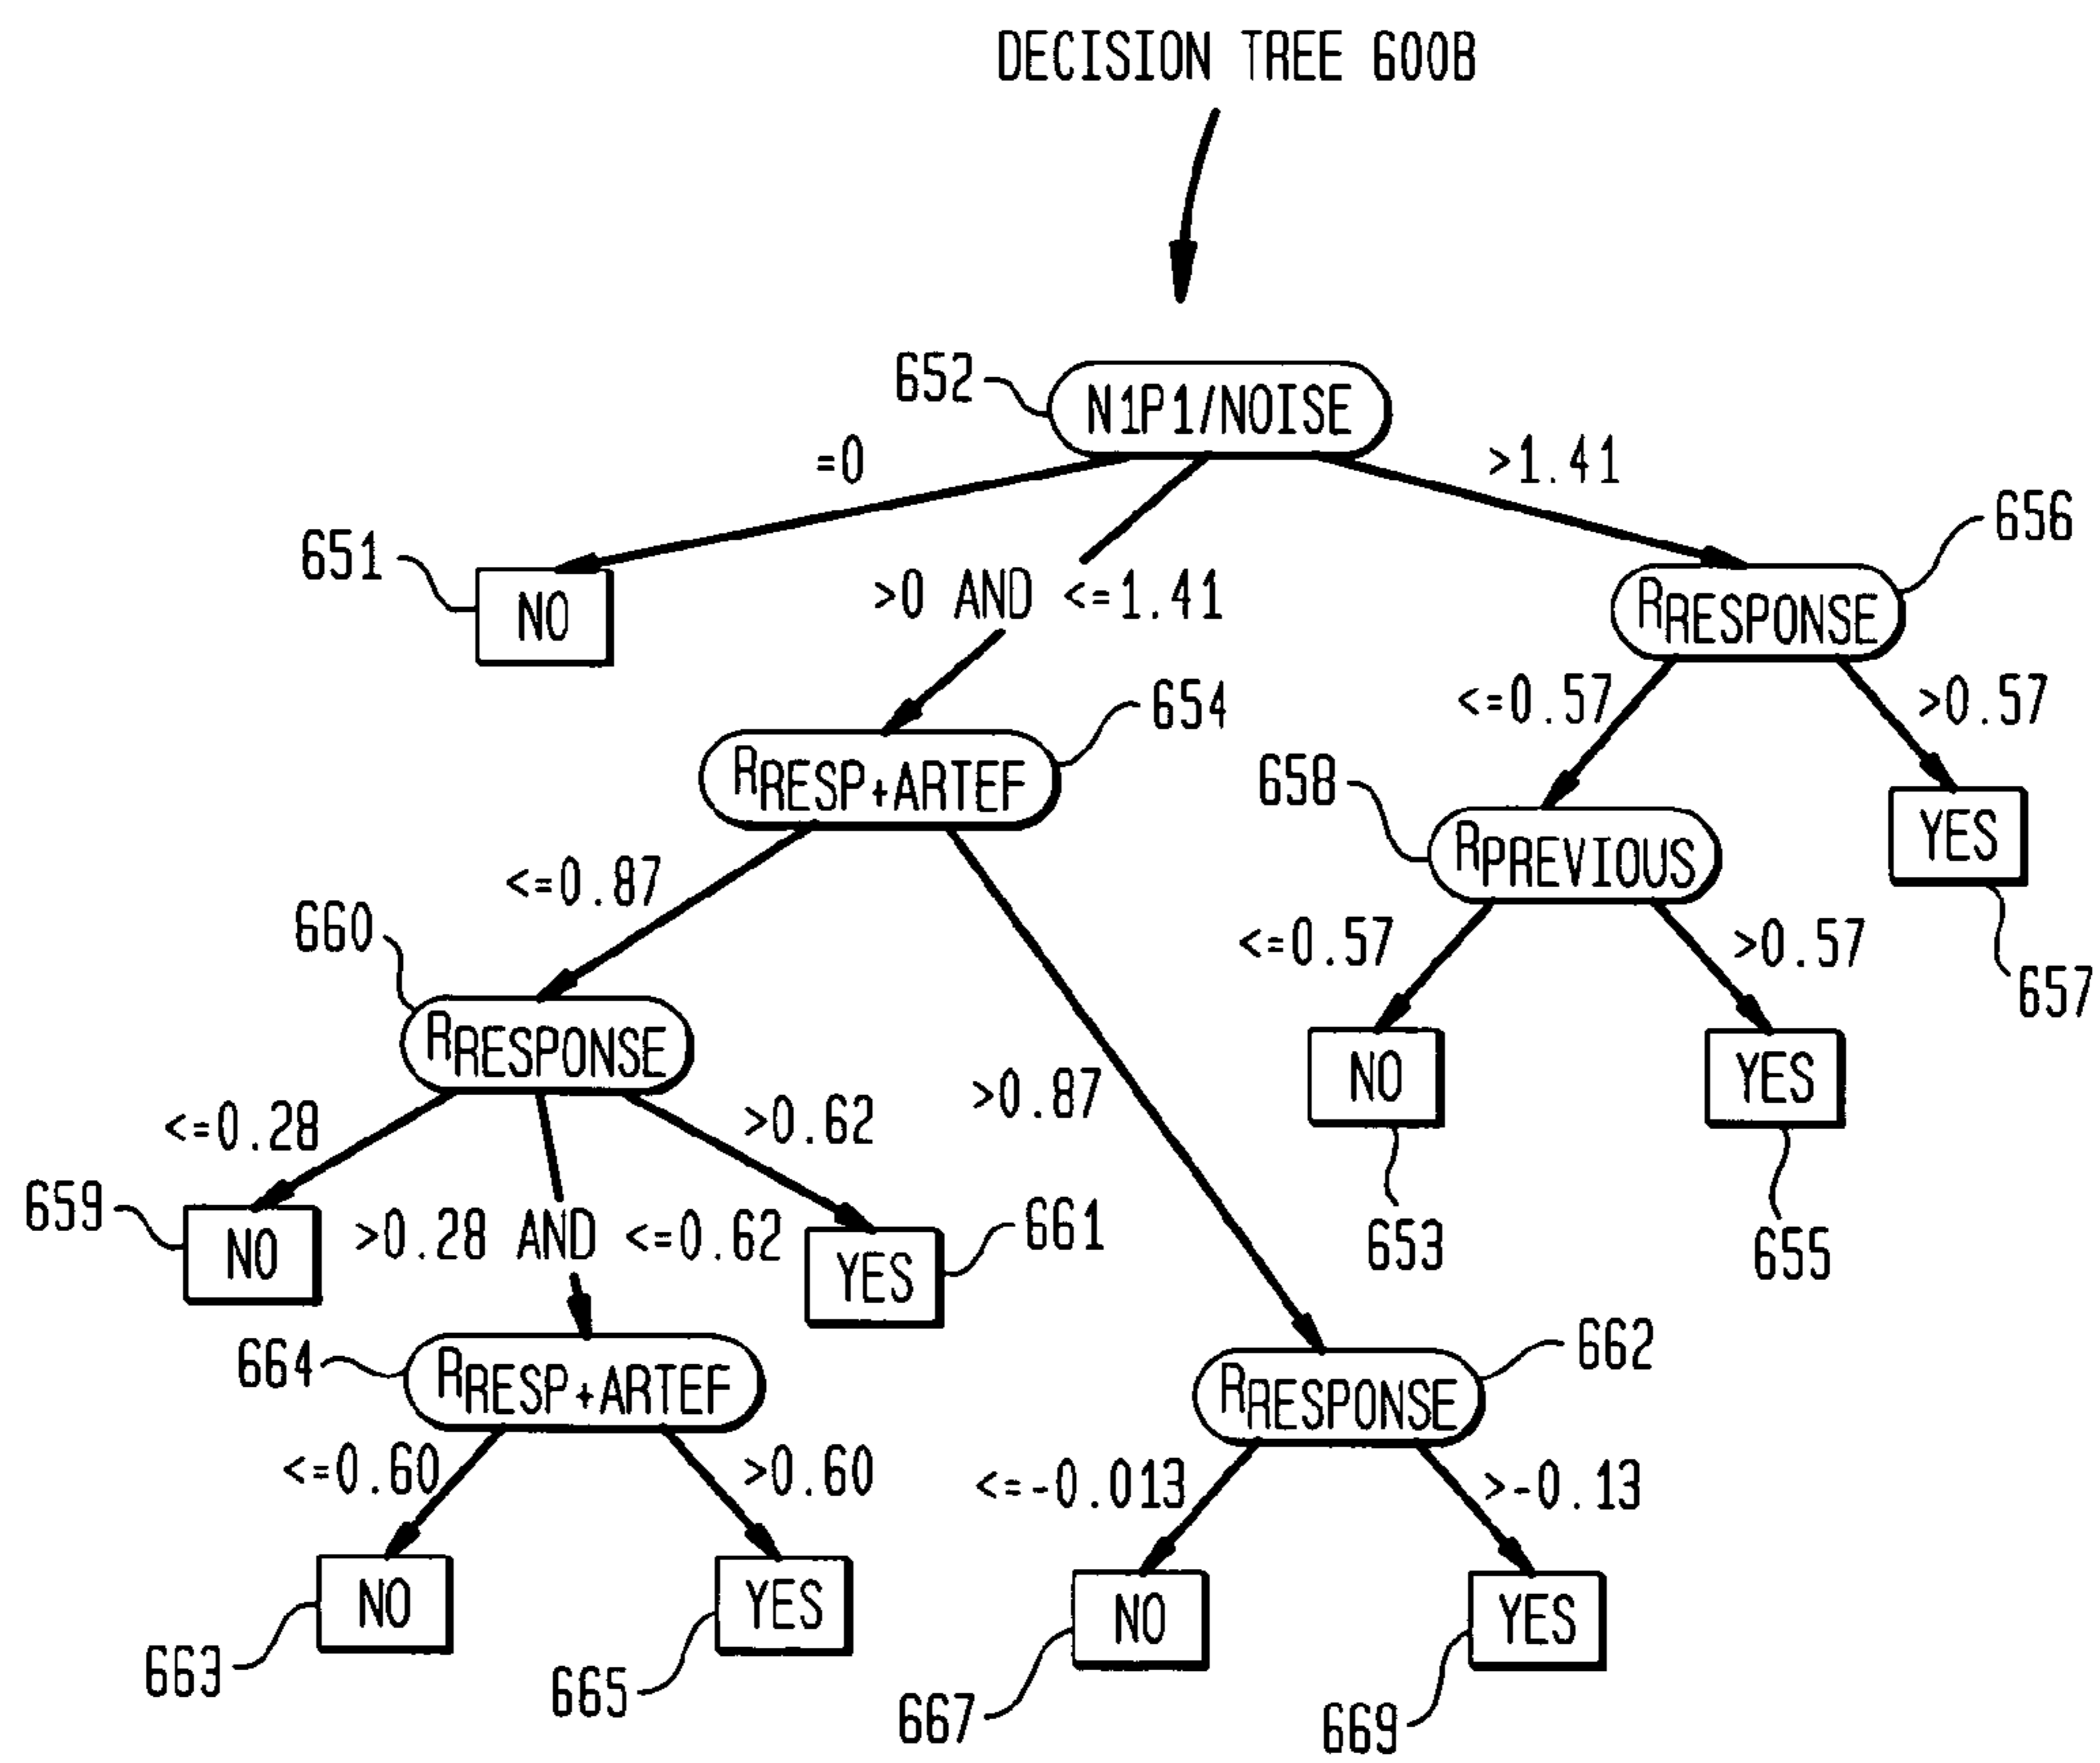 DECISION TREE 600B
652
N1P1/NOISE
=0
>1.41
656
651
NO
>0 AND <=1.41
RRESPONSE
654
<=0.57
>0.57
RRESP+ARTEF
658
YES
RPREVIOUS
<=0.87
660
<=0.57
>0.57
657
RRESPONSE
NO
YES
>0.87
<=0.28
>0.62
659
NO
>0.28 AND <=0.62
YES
661
653
655
664
RRESP+ARTEF
662
RRESPONSE
<=0.60
>0.60
<=-0.013
>-0.13
NO
YES
NO
YES
663
665
667
669